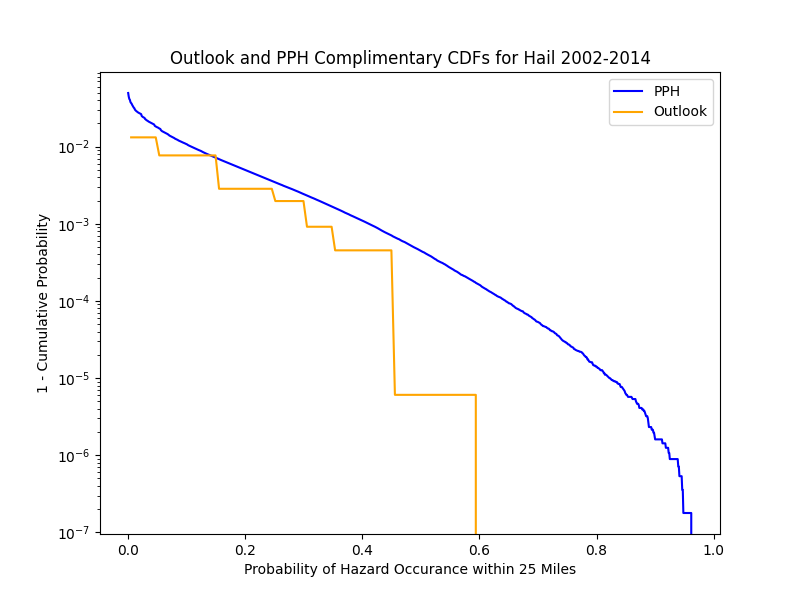 Outlook and PPH Complimentary CDFs for Hail 2002-2014
PPH
Outlook
10⁻²
10⁻³
10⁻⁴
10⁻⁵
10⁻⁶
10⁻⁷
1 - Cumulative Probability
0.0 0.2 0.4 0.6 0.8 1.0
Probability of Hazard Occurance within 25 Miles